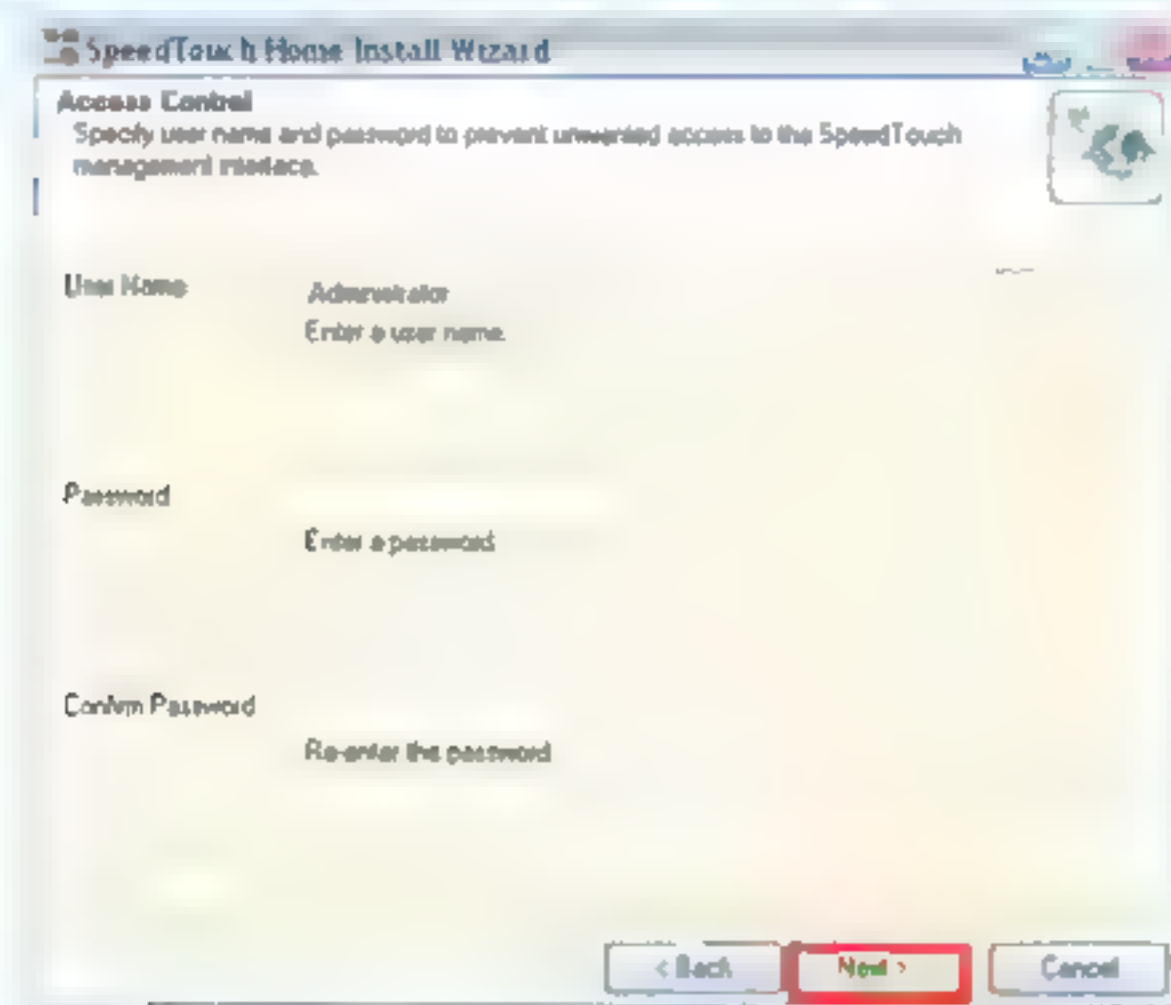 SpeedTouch Home Install Wizard
Access Control
Specify user name and password to prevent unwanted access to the SpeedTouch
management interface.
User Name
Administrator
Enter a user name.
Password
Enter a password.
Confirm Password
Re-enter the password
< Back
Next >
Cancel